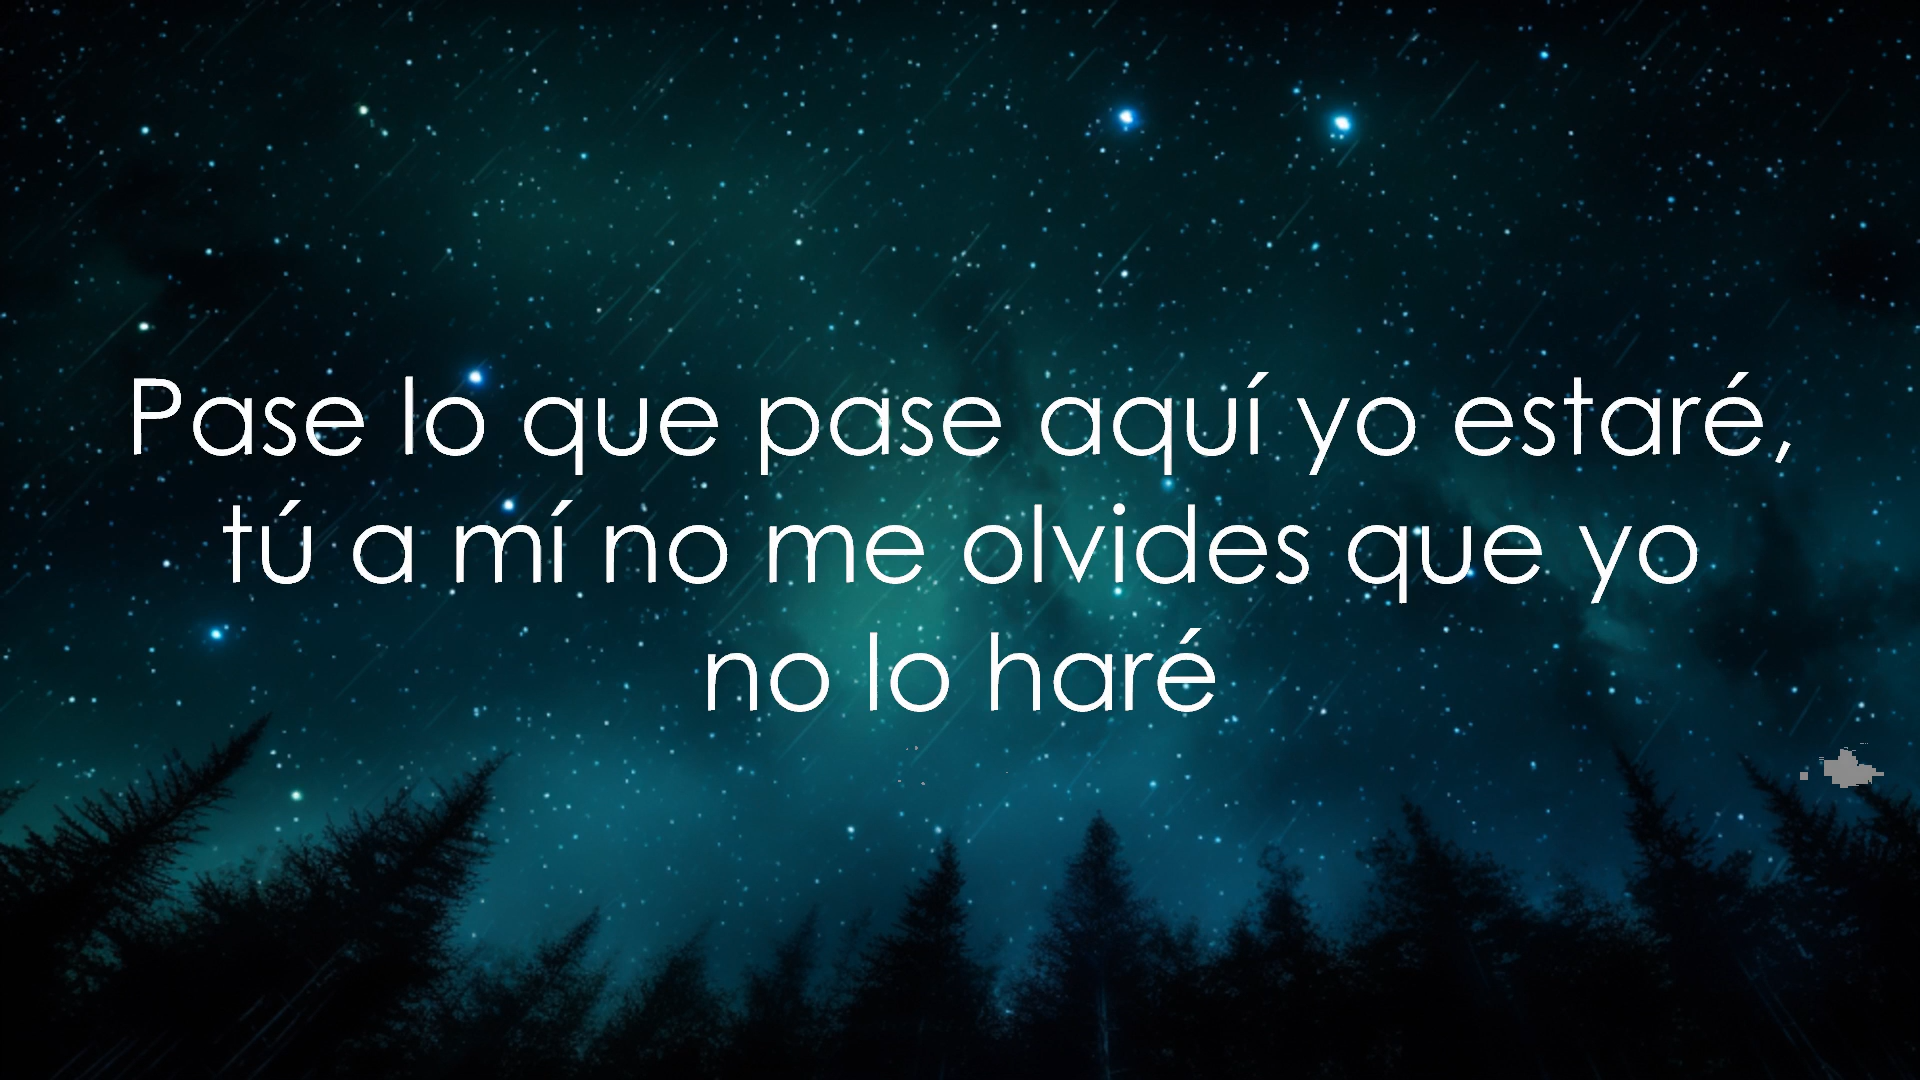 Pase lo que pase aquí yo estaré,
tú a mí no me olvides que yo
no lo haré